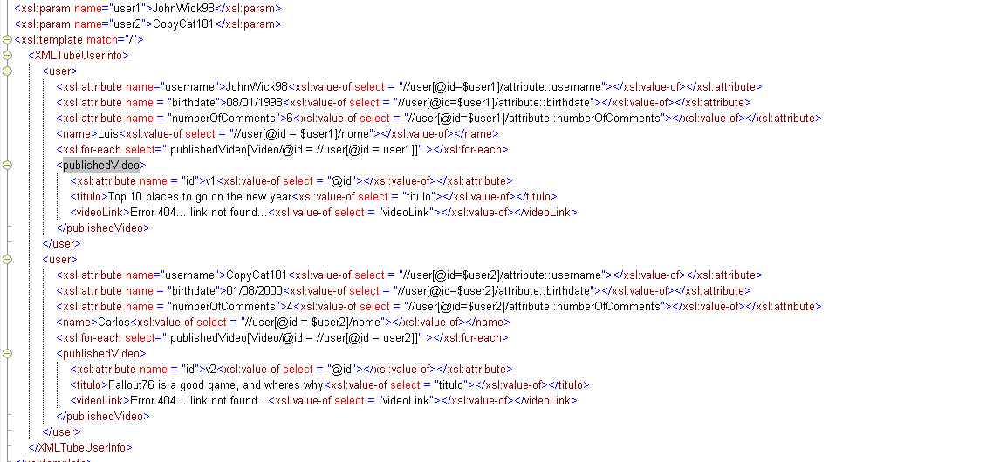 <xsl:param name="user1">JohnWick98</xsl:param>
<xsl:param name="user2">CopyCat101</xsl:param>
<xsl:template match="/">
<XMLTubeUserInfo>
<user>
<xsl:attribute name="username">JohnWick98<xsl:value-of select = "//user[@id=$user1]/attribute::username"></xsl:value-of></xsl:attribute>
<xsl:attribute name = "birthdate">08/01/1998<xsl:value-of select = "//user[@id=$user1]/attribute::birthdate"></xsl:value-of></xsl:attribute>
<xsl:attribute name = "numberOfComments">6<xsl:value-of select = "//user[@id=$user1]/attribute::numberOfComments"></xsl:value-of></xsl:attribute>
<name>Luis<xsl:value-of select = "//user[@id = $user1]/nome"></xsl:value-of></name>
<xsl:for-each select=" publishedVideo[Video/@id = //user[@id = user1]]" ></xsl:for-each>
<publishedVideo>
<xsl:attribute name = "id">v1<xsl:value-of select = "@id"></xsl:value-of></xsl:attribute>
<titulo>Top 10 places to go on the new year<xsl:value-of select = "titulo"></xsl:value-of></titulo>
<videoLink>Error 404... link not found...<xsl:value-of select = "videoLink"></xsl:value-of></videoLink>
</publishedVideo>
</user>
<user>
<xsl:attribute name="username">CopyCat101<xsl:value-of select = "//user[@id=$user2]/attribute::username"></xsl:value-of></xsl:attribute>
<xsl:attribute name = "birthdate">01/08/2000<xsl:value-of select = "//user[@id=$user2]/attribute::birthdate"></xsl:value-of></xsl:attribute>
<xsl:attribute name = "numberOfComments">4<xsl:value-of select = "//user[@id=$user2]/attribute::numberOfComments"></xsl:value-of></xsl:attribute>
<name>Carlos<xsl:value-of select = "//user[@id = $user2]/nome"></xsl:value-of></name>
<xsl:for-each select=" publishedVideo[Video/@id = //user[@id = user2]]" ></xsl:for-each>
<publishedVideo>
<xsl:attribute name = "id">v2<xsl:value-of select = "@id"></xsl:value-of></xsl:attribute>
<titulo>Fallout76 is a good game, and wheres why<xsl:value-of select = "titulo"></xsl:value-of></titulo>
<videoLink>Error 404... link not found...<xsl:value-of select = "videoLink"></xsl:value-of></videoLink>
</publishedVideo>
</user>
</XMLTubeUserInfo>